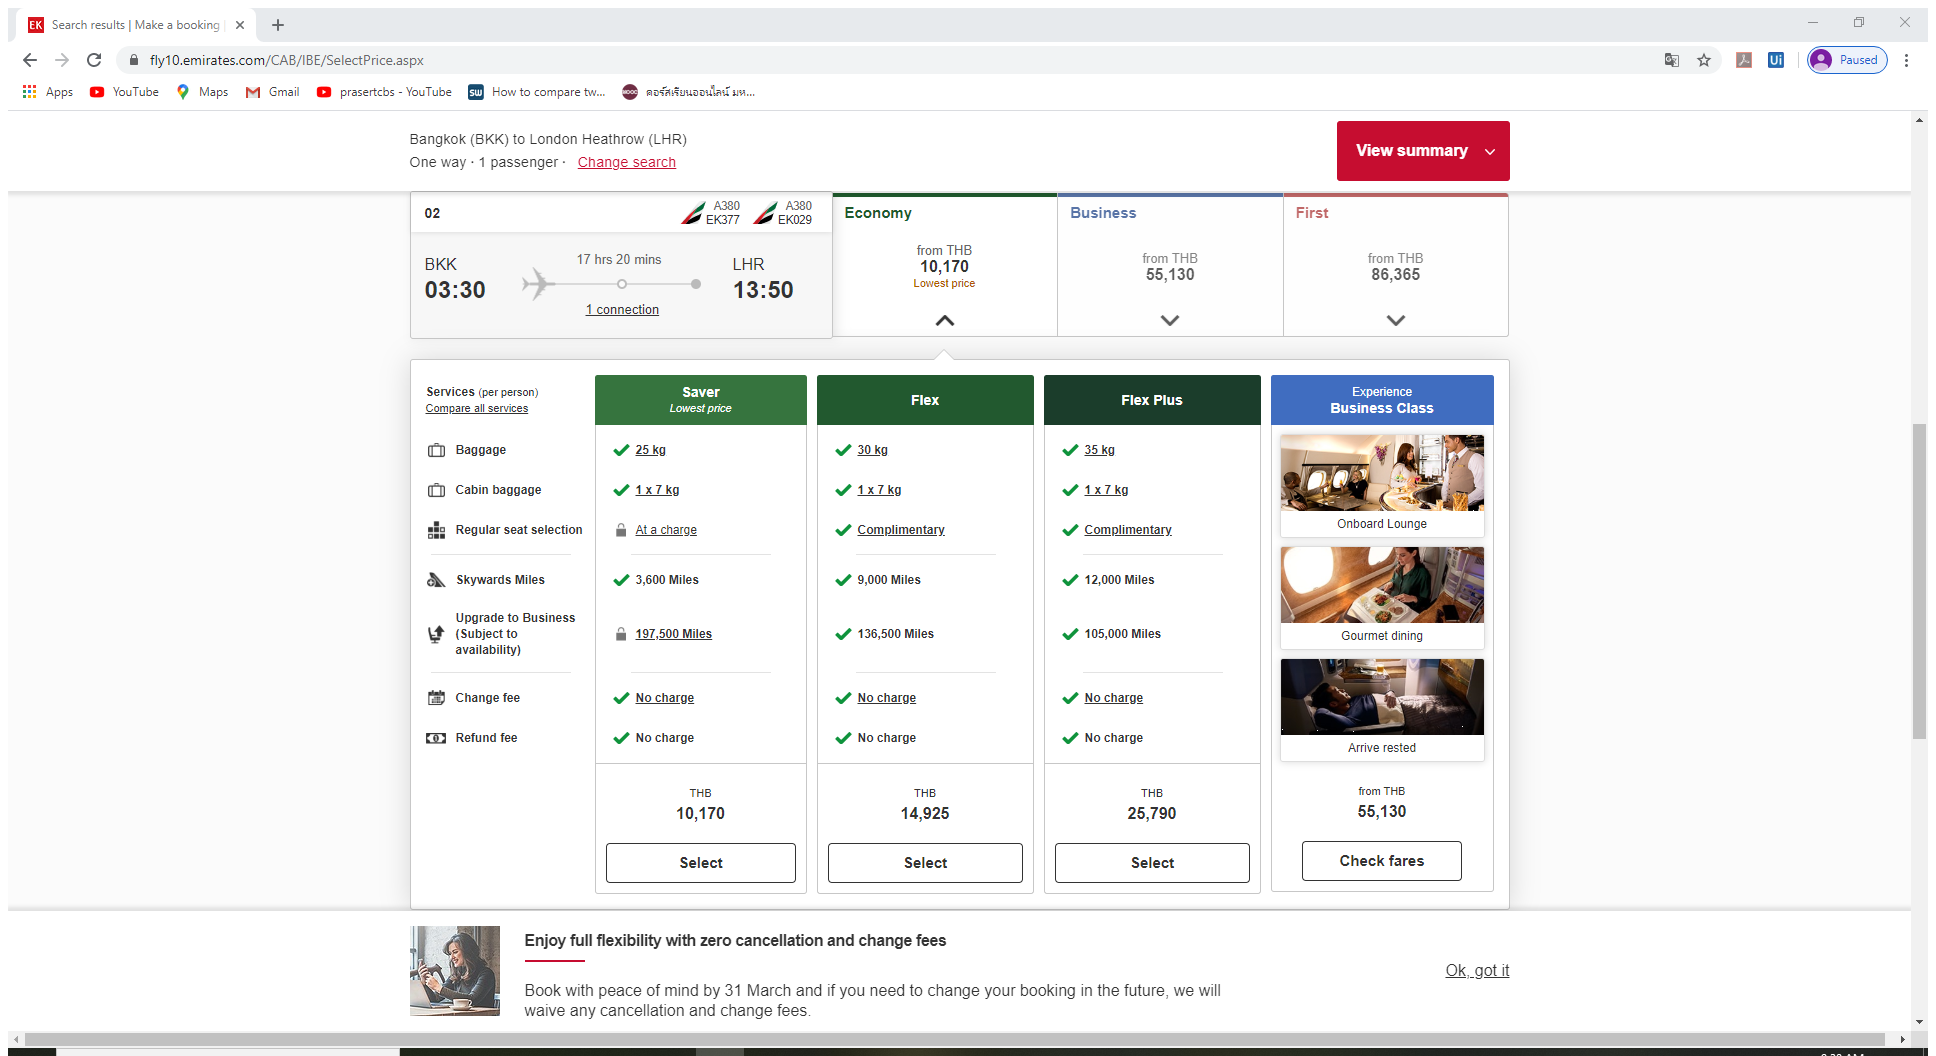 EK Search results | Make a booking
fly10.emirates.com/CAB/IBE/SelectPrice.aspx
Ui
Paused
Apps
YouTube
Maps
Gmail
prasertcbs - YouTube
SW How to compare tw...
MOOC คอร์สเรียนออนไลน์ มห...
Bangkok (BKK) to London Heathrow (LHR)
One way · 1 passenger · Change search
View summary
02
A380
EK377
A380
EK029
BKK
03:30
17 hrs 20 mins
1 connection
LHR
13:50
Economy
from THB
10,170
Lowest price
Business
from THB
55,130
First
from THB
86,365
Services (per person)
Compare all services
Saver
Lowest price
Flex
Flex Plus
Experience
Business Class
Baggage
25 kg
30 kg
35 kg
Cabin baggage
1 x 7 kg
1 x 7 kg
1 x 7 kg
Regular seat selection
At a charge
Complimentary
Complimentary
Onboard Lounge
Skywards Miles
3,600 Miles
9,000 Miles
12,000 Miles
Upgrade to Business
(Subject to
availability)
197,500 Miles
136,500 Miles
105,000 Miles
Gourmet dining
Change fee
No charge
No charge
No charge
Refund fee
No charge
No charge
No charge
Arrive rested
THB
10,170
THB
14,925
THB
25,790
from THB
55,130
Select
Select
Select
Check fares
Enjoy full flexibility with zero cancellation and change fees
Book with peace of mind by 31 March and if you need to change your booking in the future, we will
waive any cancellation and change fees.
Ok, got it